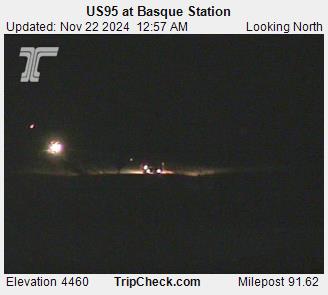 US95 at Basque Station
Updated: Nov 22 2024 12:57 AM Looking North
Elevation 4460 TripCheck.com Milepost 91.62